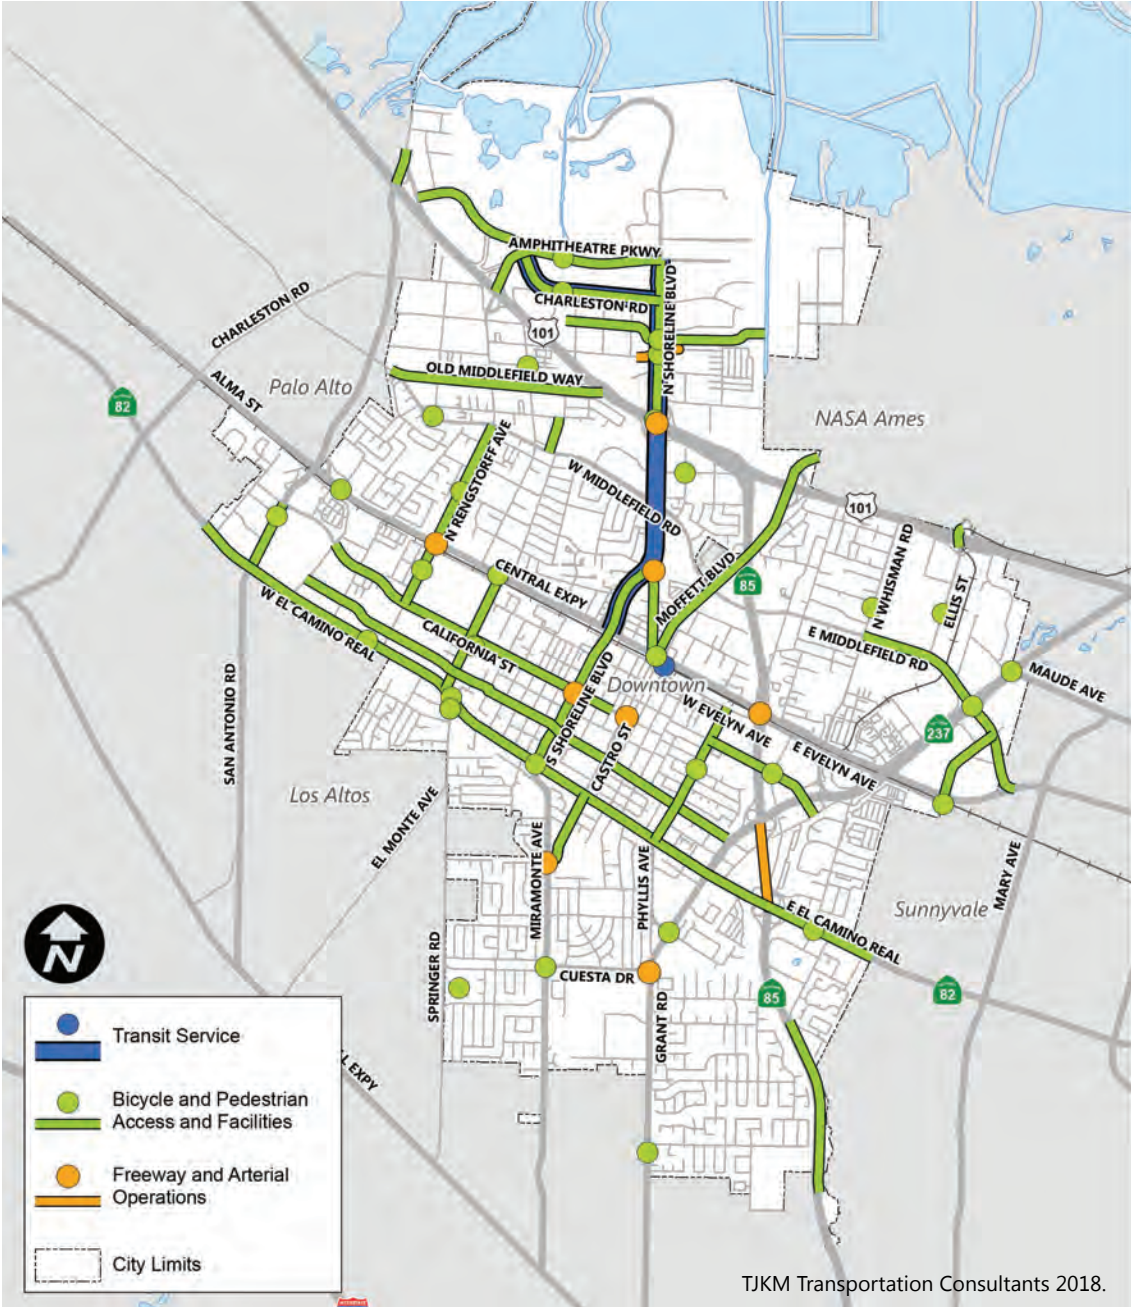 AMPHITHEATRE PKWY
CHARLESTON RD
N SHORELINE BLVD
CHARLESTON RD
101
OLD MIDDLEFIELD WAY
ALMA ST
Palo Alto
82
NASA Ames
N RENGSTORFF AVE
W MIDDLEFIELD RD
101
N WHISMAN RD
CENTRAL EXPY
MOFFETT BLVD
85
ELLIS ST
W EL CAMINO REAL
CALIFORNIA ST
E MIDDLEFIELD RD
MAUDE AVE
SAN ANTONIO RD
S SHORELINE BLVD
Downtown
W EVELYN AVE
237
CASTRO ST
E EVELYN AVE
Los Altos
EL MONTE AVE
MIRAMONTE AVE
PHYLLIS AVE
MARY AVE
Sunnyvale
E EL CAMINO REAL
SPRINGER RD
CUESTA DR
82
85
GRANT RD
N
Transit Service
Bicycle and Pedestrian
Access and Facilities
Freeway and Arterial
Operations
City Limits
EXPY
TJKM Transportation Consultants 2018.